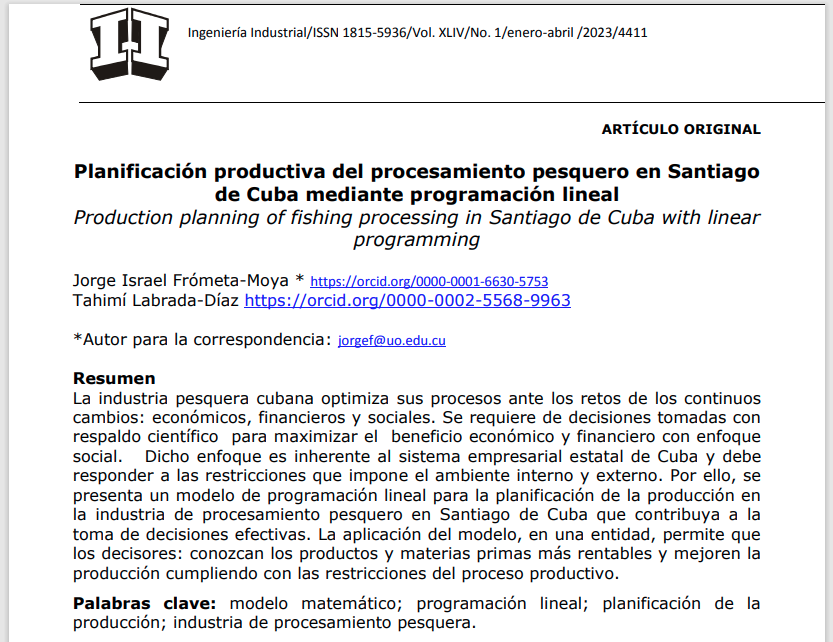 Ingeniería Industrial/ISSN 1815-5936/Vol. XLIV/No. 1/enero-abril /2023/4411
ARTÍCULO ORIGINAL
Planificación productiva del procesamiento pesquero en Santiago
de Cuba mediante programación lineal
Production planning of fishing processing in Santiago de Cuba with linear
programming
Jorge Israel Frómeta-Moya * https://orcid.org/0000-0001-6630-5753
Tahimí Labrada-Díaz https://orcid.org/0000-0002-5568-9963
*Autor para la correspondencia: jorgef@uo.edu.cu
Resumen
La industria pesquera cubana optimiza sus procesos ante los retos de los continuos
cambios: económicos, financieros y sociales. Se requiere de decisiones tomadas con
respaldo científico para maximizar el beneficio económico y financiero con enfoque
social. Dicho enfoque es inherente al sistema empresarial estatal de Cuba y debe
responder a las restricciones que impone el ambiente interno y externo. Por ello, se
presenta un modelo de programación lineal para la planificación de la producción en
la industria de procesamiento pesquero en Santiago de Cuba que contribuya a la
toma de decisiones efectivas. La aplicación del modelo, en una entidad, permite que
los decisores: conozcan los productos y materias primas más rentables y mejoren la
producción cumpliendo con las restricciones del proceso productivo.
Palabras clave: modelo matemático; programación lineal; planificación de la
producción; industria de procesamiento pesquera.